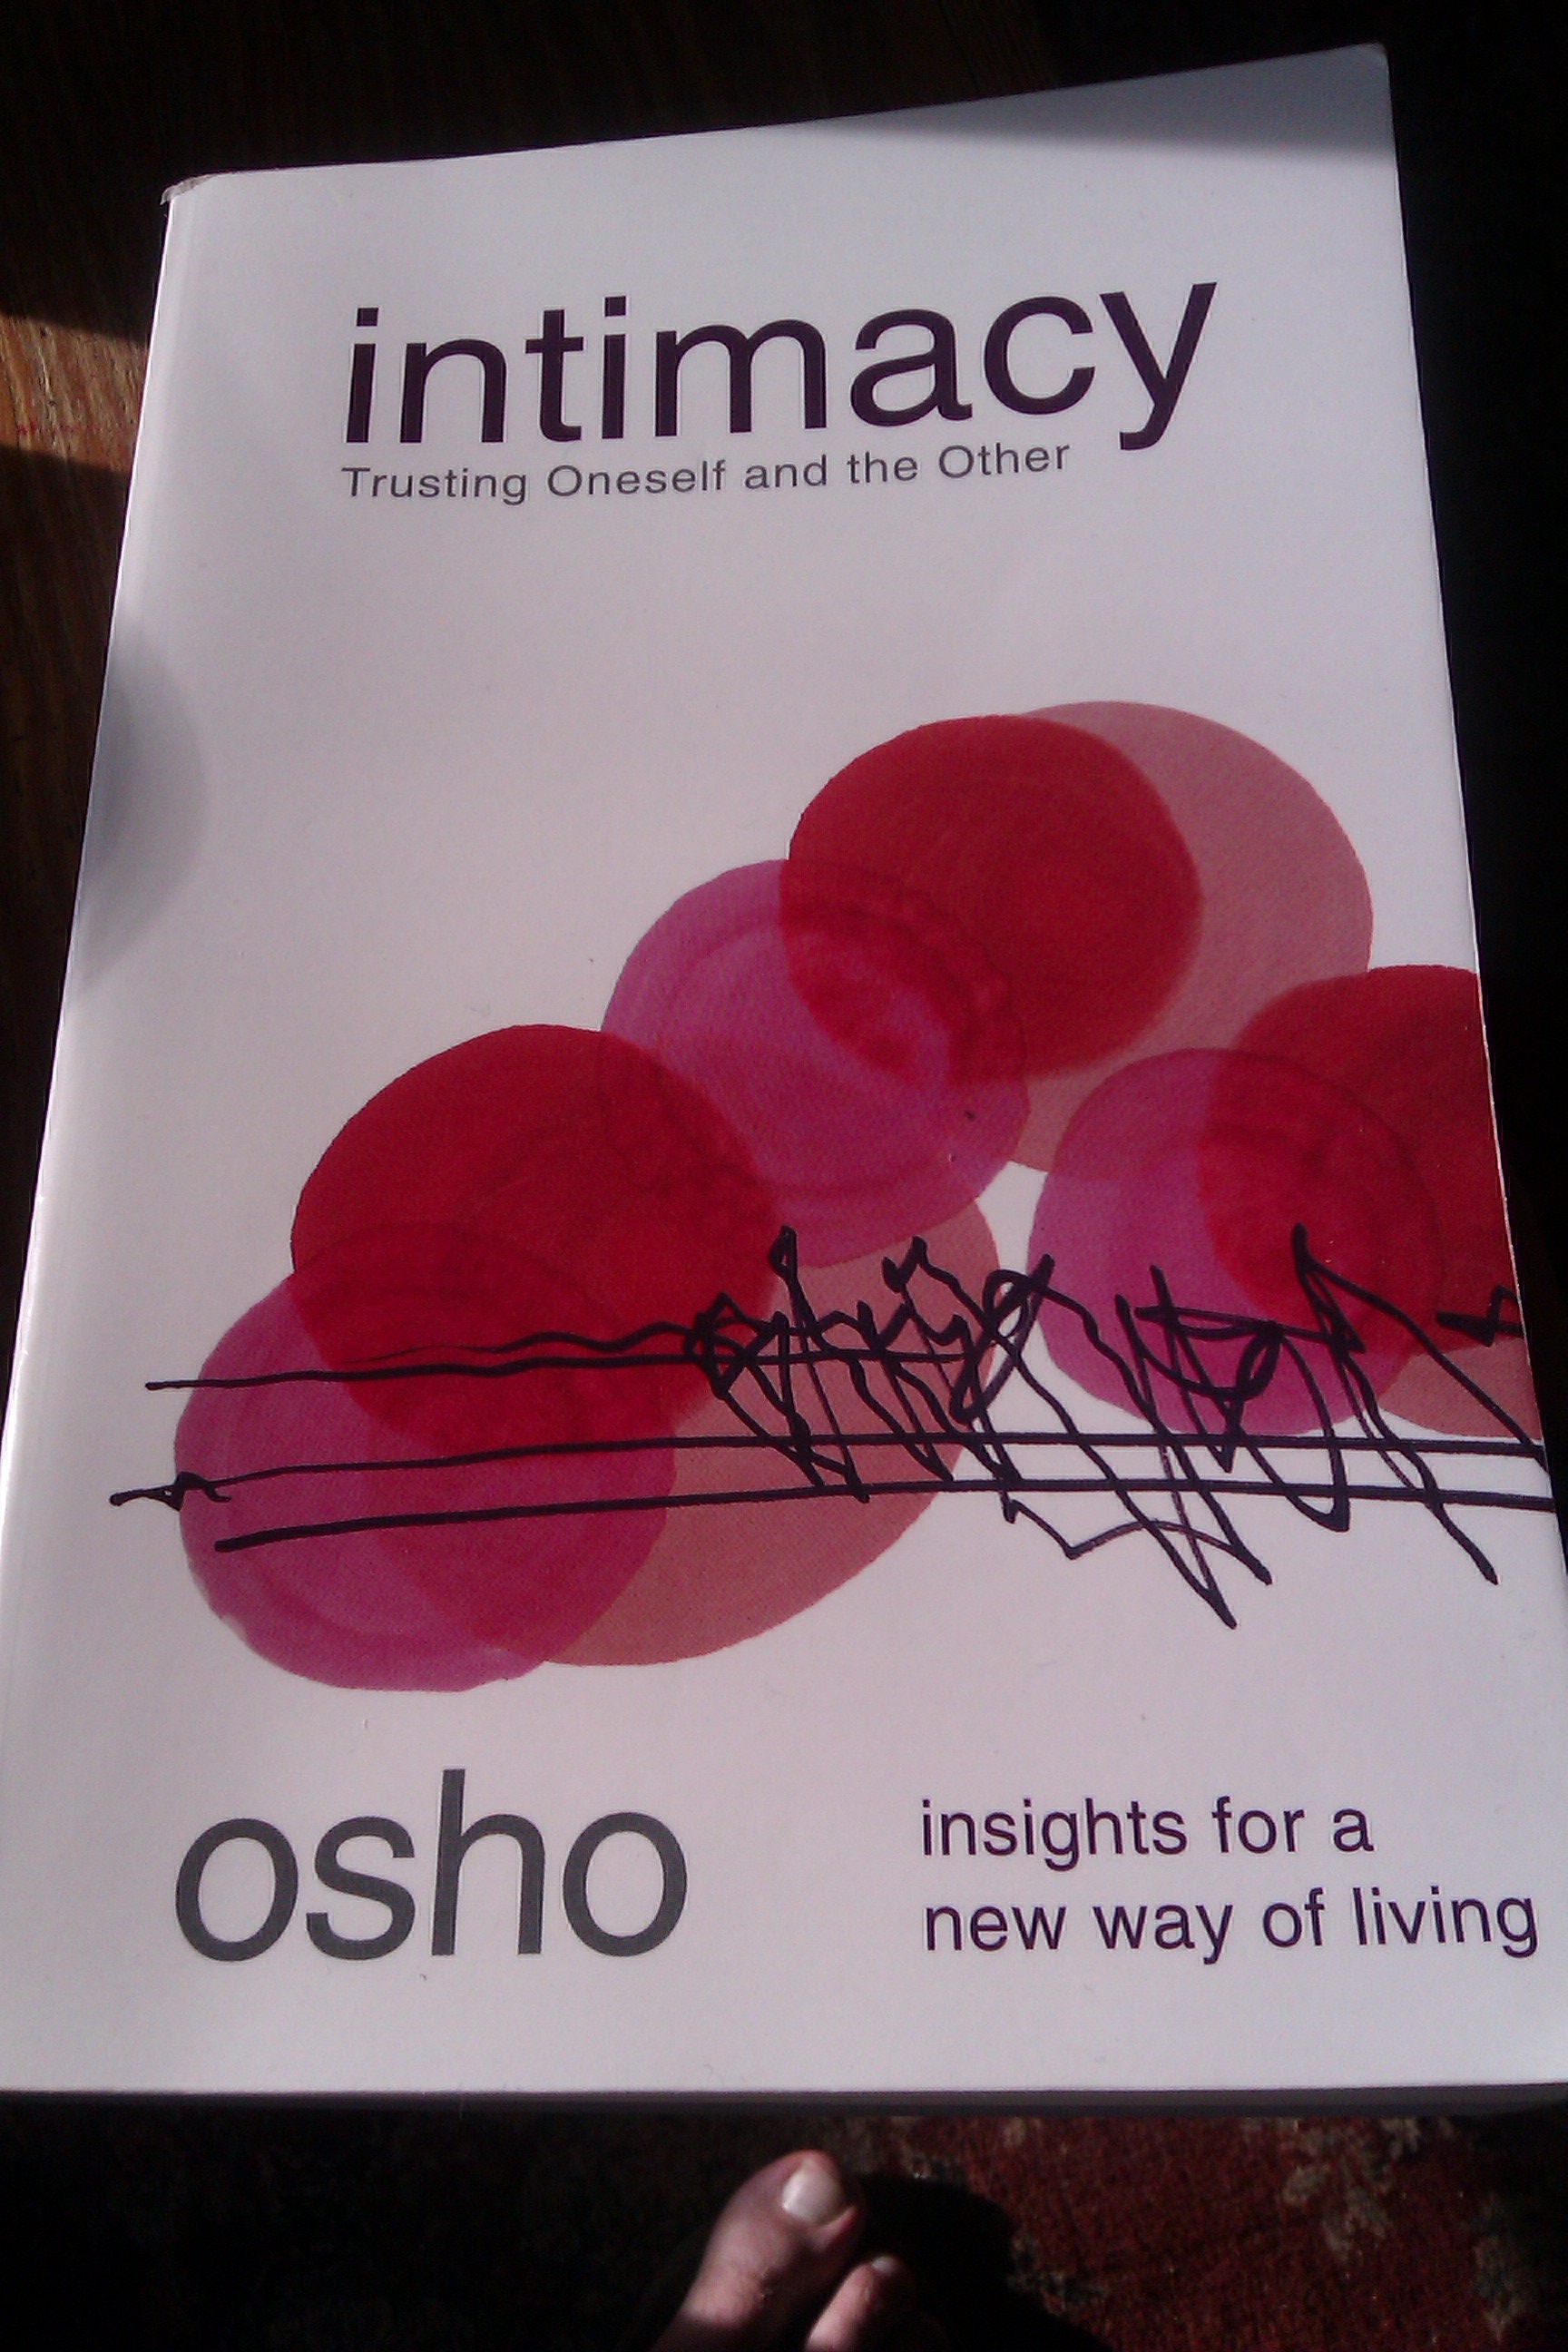 intimacy
Trusting Oneself and the Other
osho
insights for a
new way of living